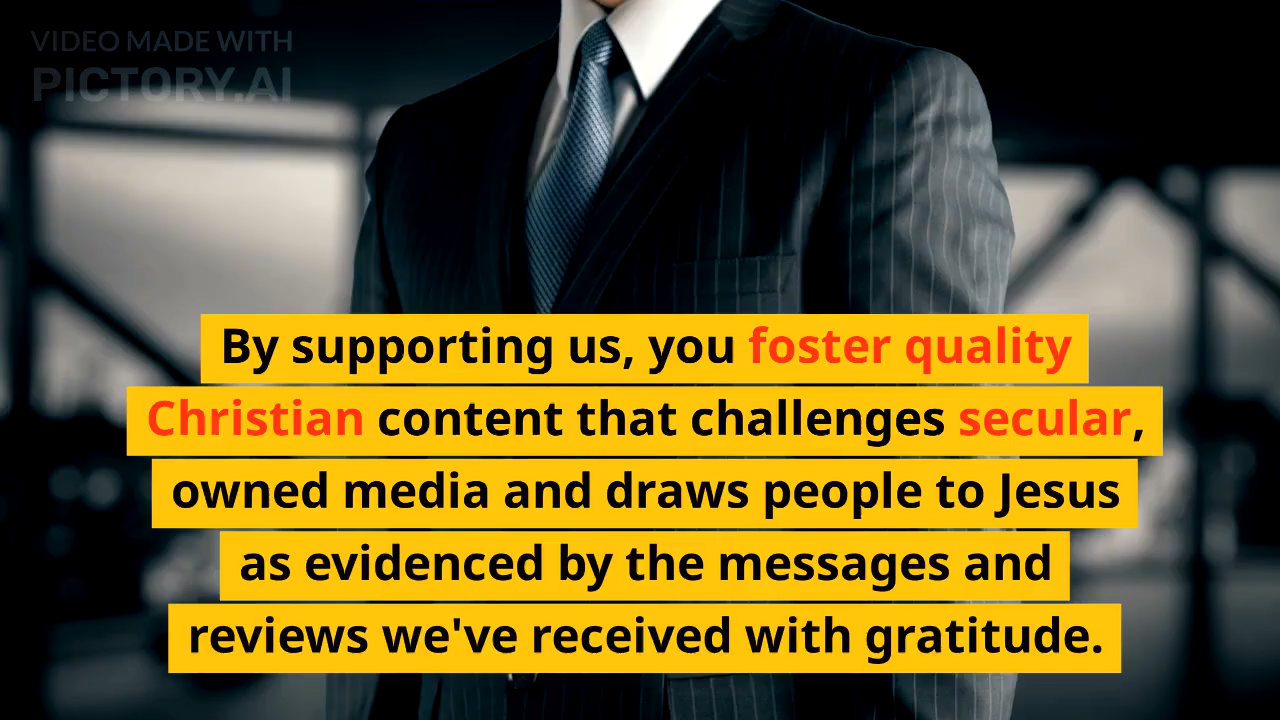 VIDEO MADE WITH
PICTORY.AI
By supporting us, you foster quality
Christian content that challenges secular,
owned media and draws people to Jesus
as evidenced by the messages and
reviews we've received with gratitude.